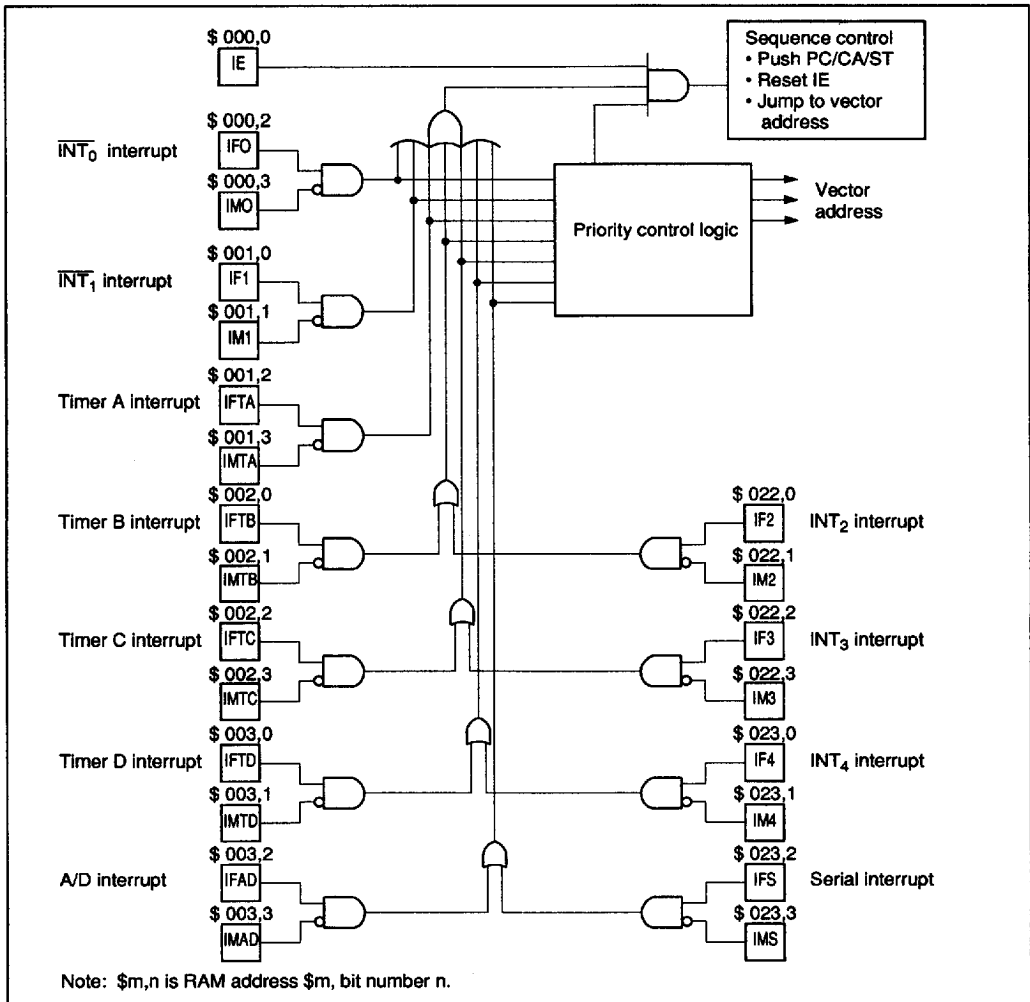 $ 000,0
IE
Sequence control
• Push PC/CA/ST
• Reset IE
• Jump to vector
address
$ 000,2
INT0 interrupt
IFO
$ 000,3
IMO
Priority control logic
Vector
address
$ 001,0
INT1 interrupt
IF1
$ 001,1
IM1
$ 001,2
Timer A interrupt
IFTA
$ 001,3
IMTA
$ 002,0
Timer B interrupt
IFTB
$ 002,1
IMTB
$ 022,0
IF2
INT2 interrupt
$ 022,1
IM2
$ 002,2
Timer C interrupt
IFTC
$ 002,3
IMTC
$ 022,2
IF3
INT3 interrupt
$ 022,3
IM3
$ 003,0
Timer D interrupt
IFTD
$ 003,1
IMTD
$ 023,0
IF4
INT4 interrupt
$ 023,1
IM4
$ 003,2
A/D interrupt
IFAD
$ 003,3
IMAD
$ 023,2
IFS
Serial interrupt
$ 023,3
IMS
Note: $m,n is RAM address $m, bit number n.